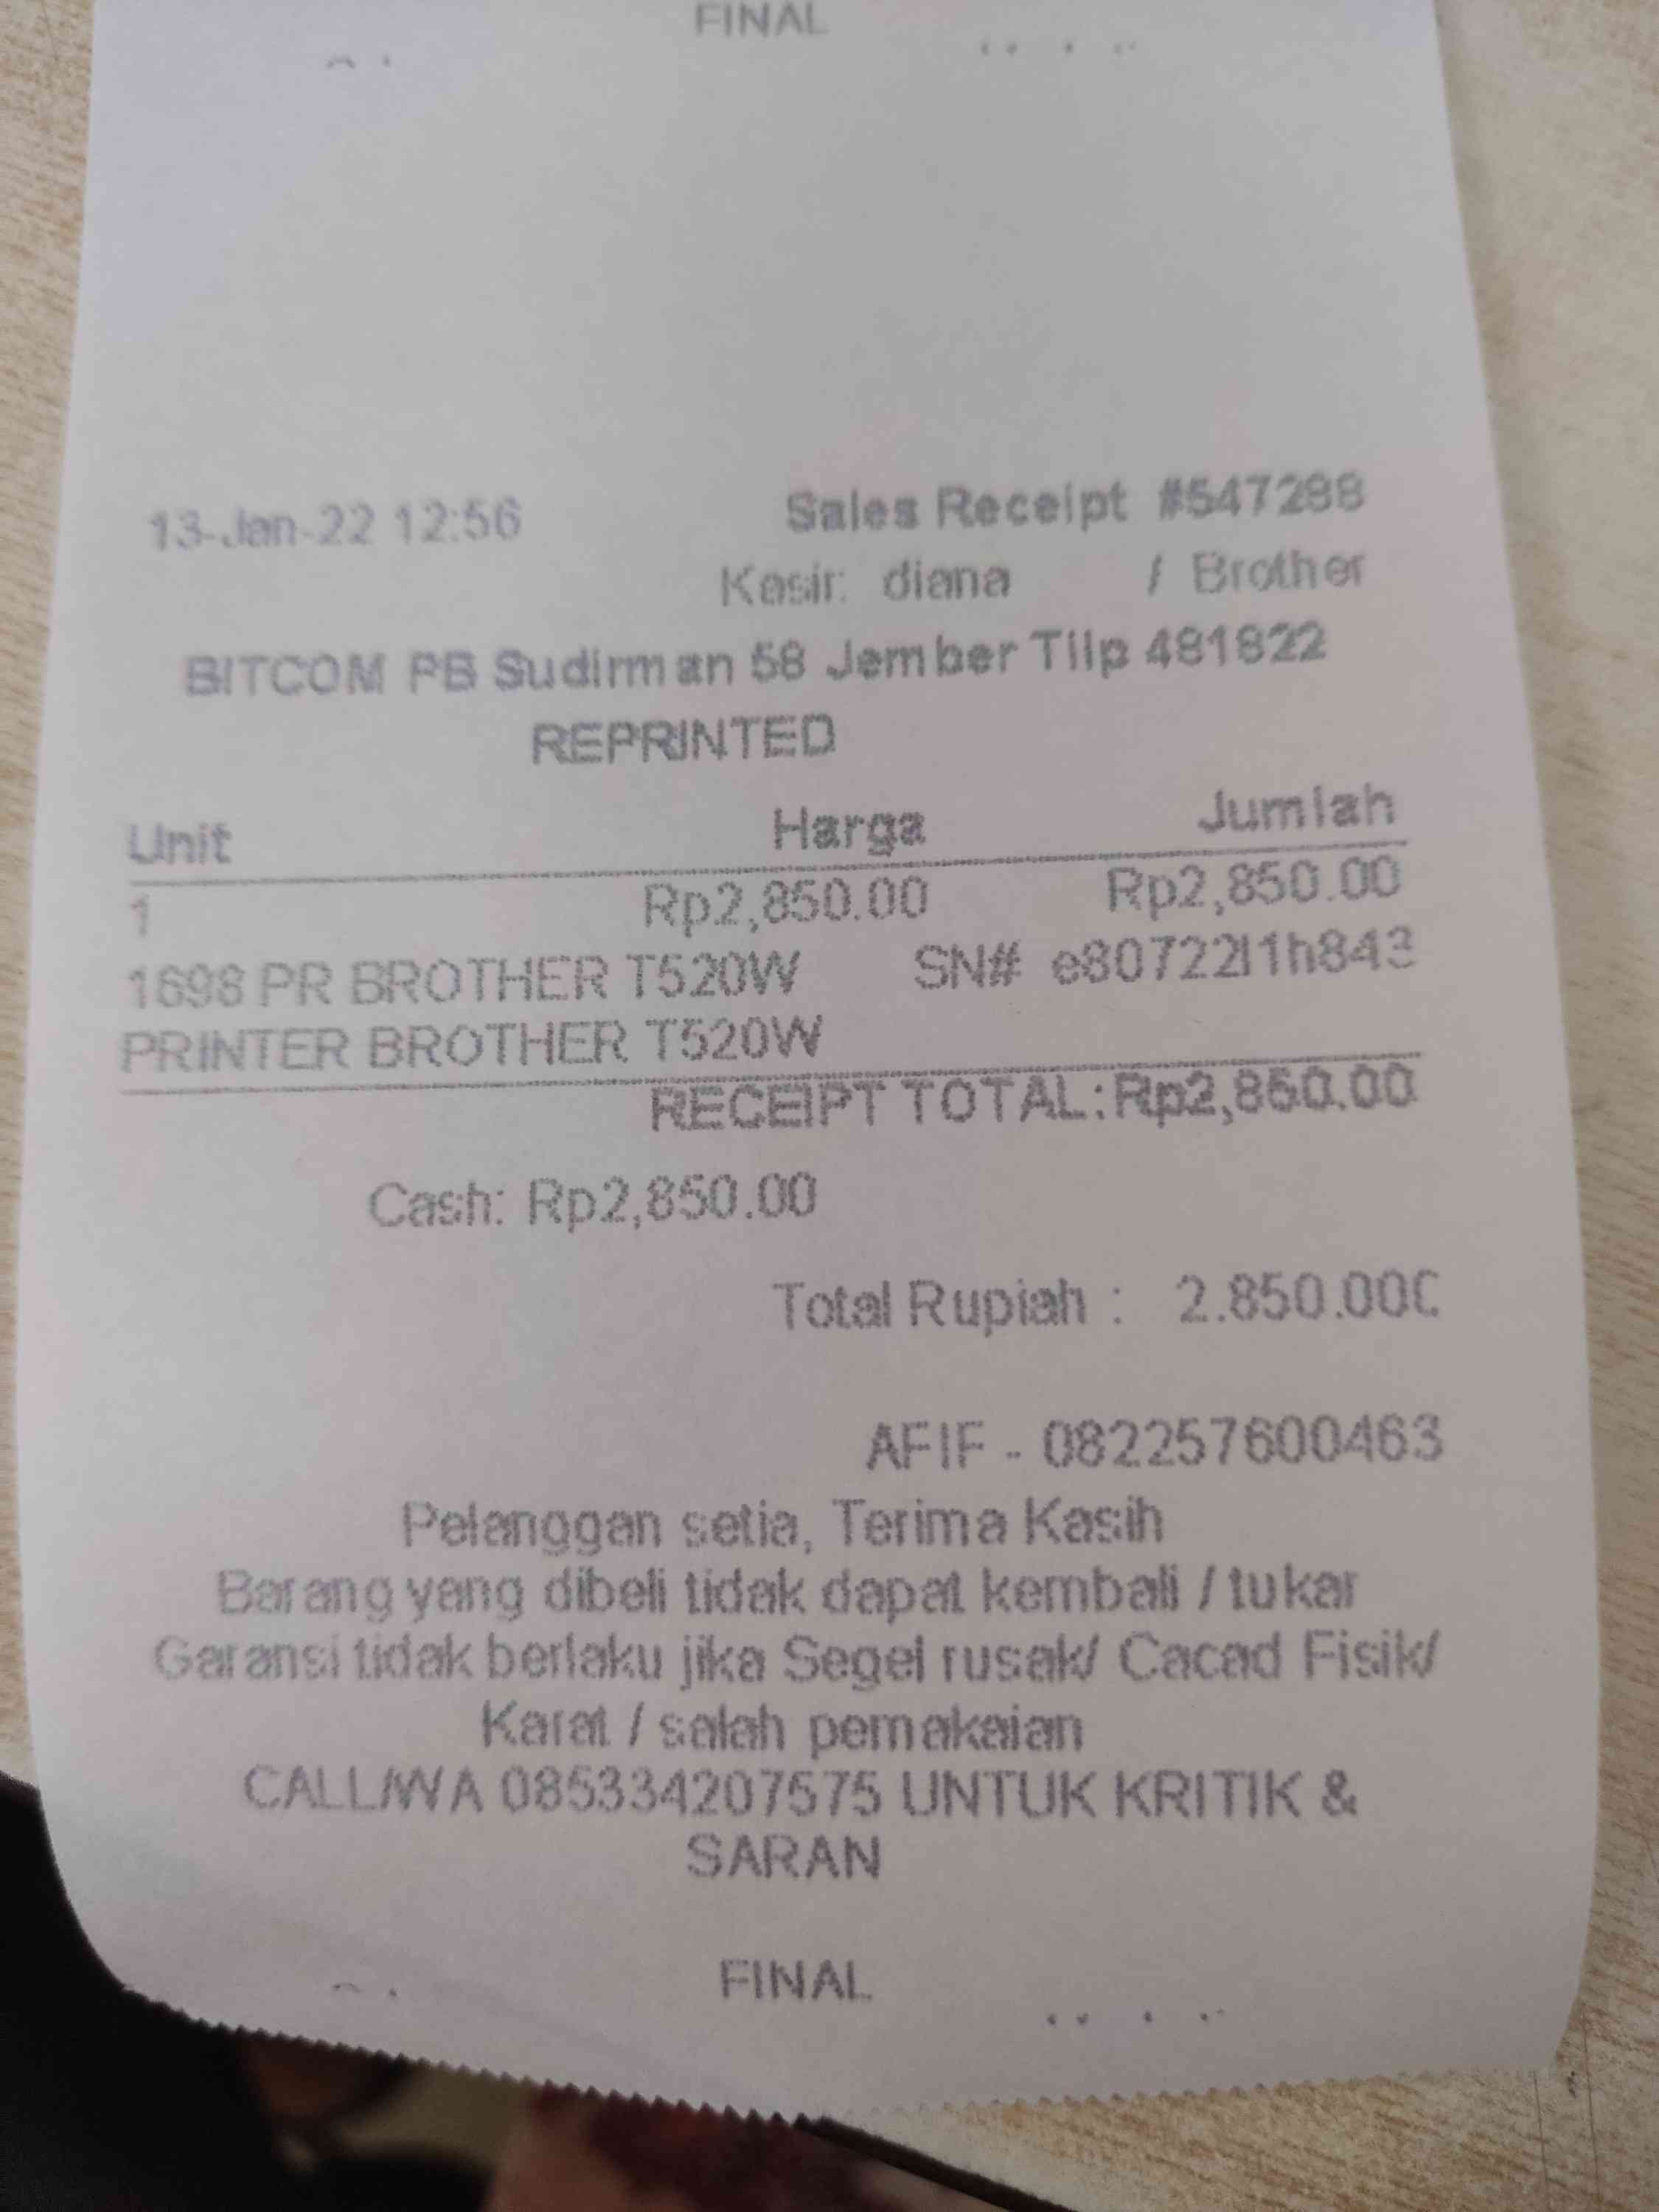 FINAL
13-Jan-22 12:56 Sales Receipt #547288
Kasir: diana / Brother
BITCOM PB Sudirman 58 Jember Tilp 481822
REPRINTED
Unit Harga Jumlah
1 Rp2,850.00 Rp2,850.00
1698 PR BROTHER T520W SN# e80722l1h843
PRINTER BROTHER T520W
RECEIPT TOTAL: Rp2,850.00
Cash: Rp2,850.00
Total Rupiah : 2.850.000
AFIF - 082257600463
Pelanggan setia, Terima Kasih
Barang yang dibeli tidak dapat kembali / tukar
Garansi tidak berlaku jika Segel rusak/ Cacad Fisik/
Karat / salah pemakaian
CALL/WA 085334207575 UNTUK KRITIK &
SARAN
FINAL